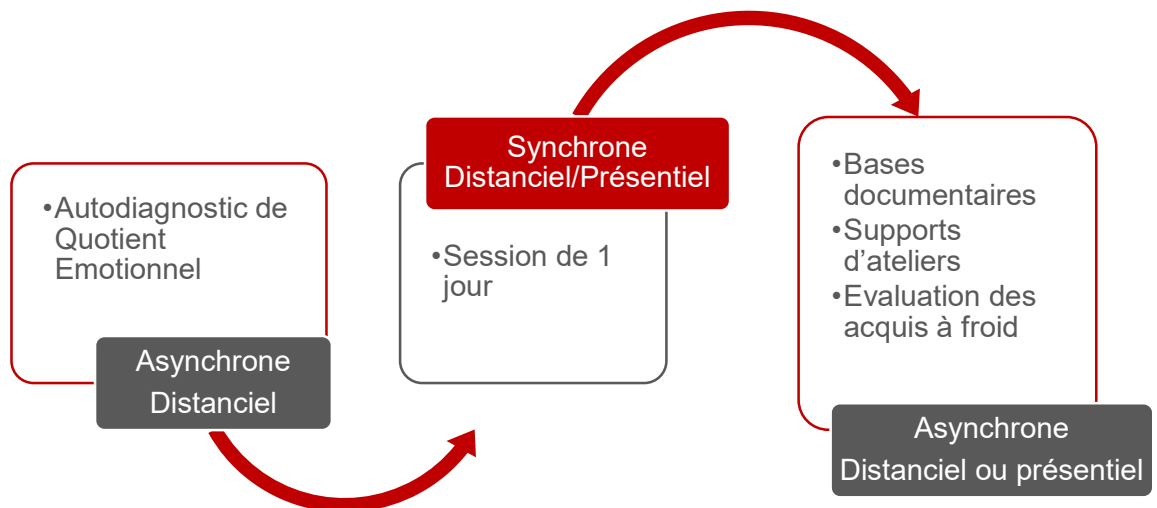 •Autodiagnostic de
Quotient
Emotionnel
Asynchrone
Distanciel
Synchrone
Distanciel/Présentiel
•Session de 1
jour
•Bases
documentaires
•Supports
d’ateliers
•Evaluation des
acquis à froid
Asynchrone
Distanciel ou présentiel